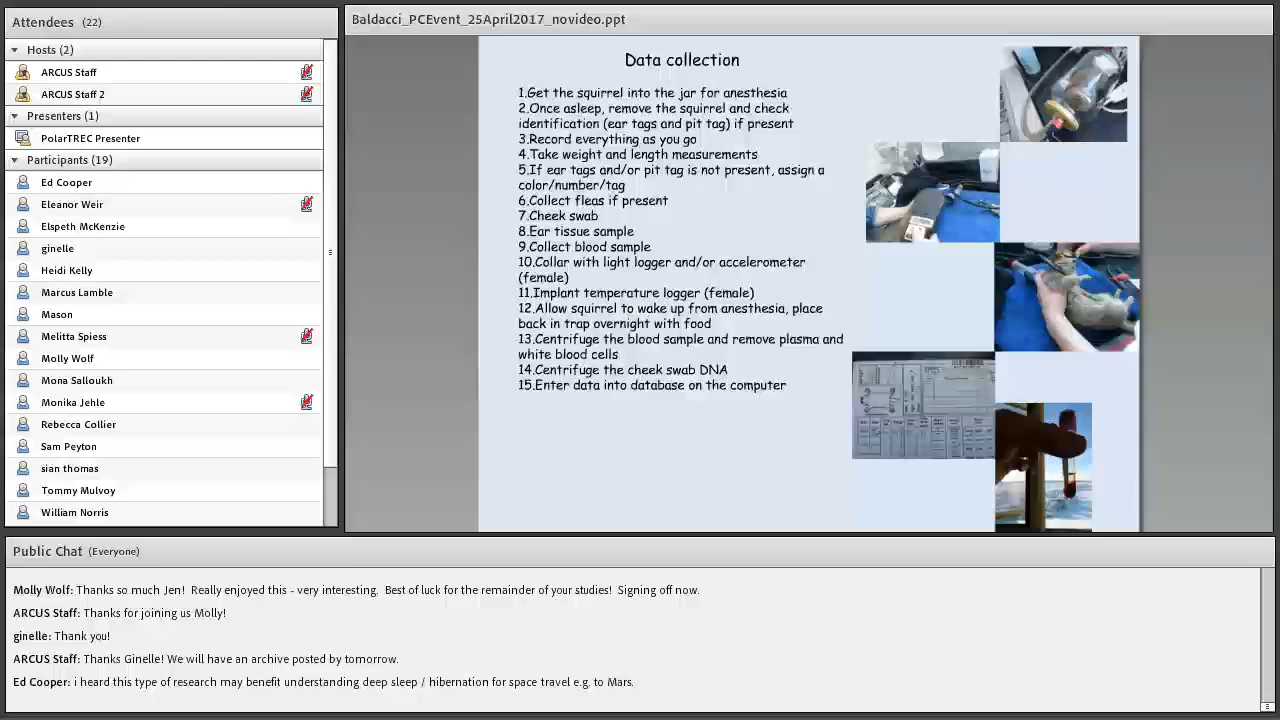 Attendees (22)
Hosts (2)
ARCUS Staff
ARCUS Staff 2
Presenters (1)
PolarTREC Presenter
Participants (19)
Ed Cooper
Eleanor Weir
Elspeth McKenzie
ginelle
Heidi Kelly
Marcus Lamble
Mason
Melitta Spiess
Molly Wolf
Mona Salloukh
Monika Jehle
Rebecca Collier
Sam Peyton
sian thomas
Tommy Mulvoy
William Norris
Baldacci_PCEvent_25April2017_novideo.ppt
Data collection
1.Get the squirrel into the jar for anesthesia
2.Once asleep, remove the squirrel and check
identification (ear tags and pit tag) if present
3.Record everything as you go
4.Take weight and length measurements
5.If ear tags and/or pit tag is not present, assign a
color/number/tag
6.Collect fleas if present
7.Cheek swab
8.Ear tissue sample
9.Collect blood sample
10.Collar with light logger and/or accelerometer
(female)
11.Implant temperature logger (female)
12.Allow squirrel to wake up from anesthesia, place
back in trap overnight with food
13.Centrifuge the blood sample and remove plasma and
white blood cells
14.Centrifuge the cheek swab DNA
15.Enter data into database on the computer
Public Chat (Everyone)
Molly Wolf: Thanks so much Jen! Really enjoyed this - very interesting. Best of luck for the remainder of your studies! Signing off now.
ARCUS Staff: Thanks for joining us Molly!
ginelle: Thank you!
ARCUS Staff: Thanks Ginelle! We will have an archive posted by tomorrow.
Ed Cooper: i heard this type of research may benefit understanding deep sleep / hibernation for space travel e.g. to Mars.